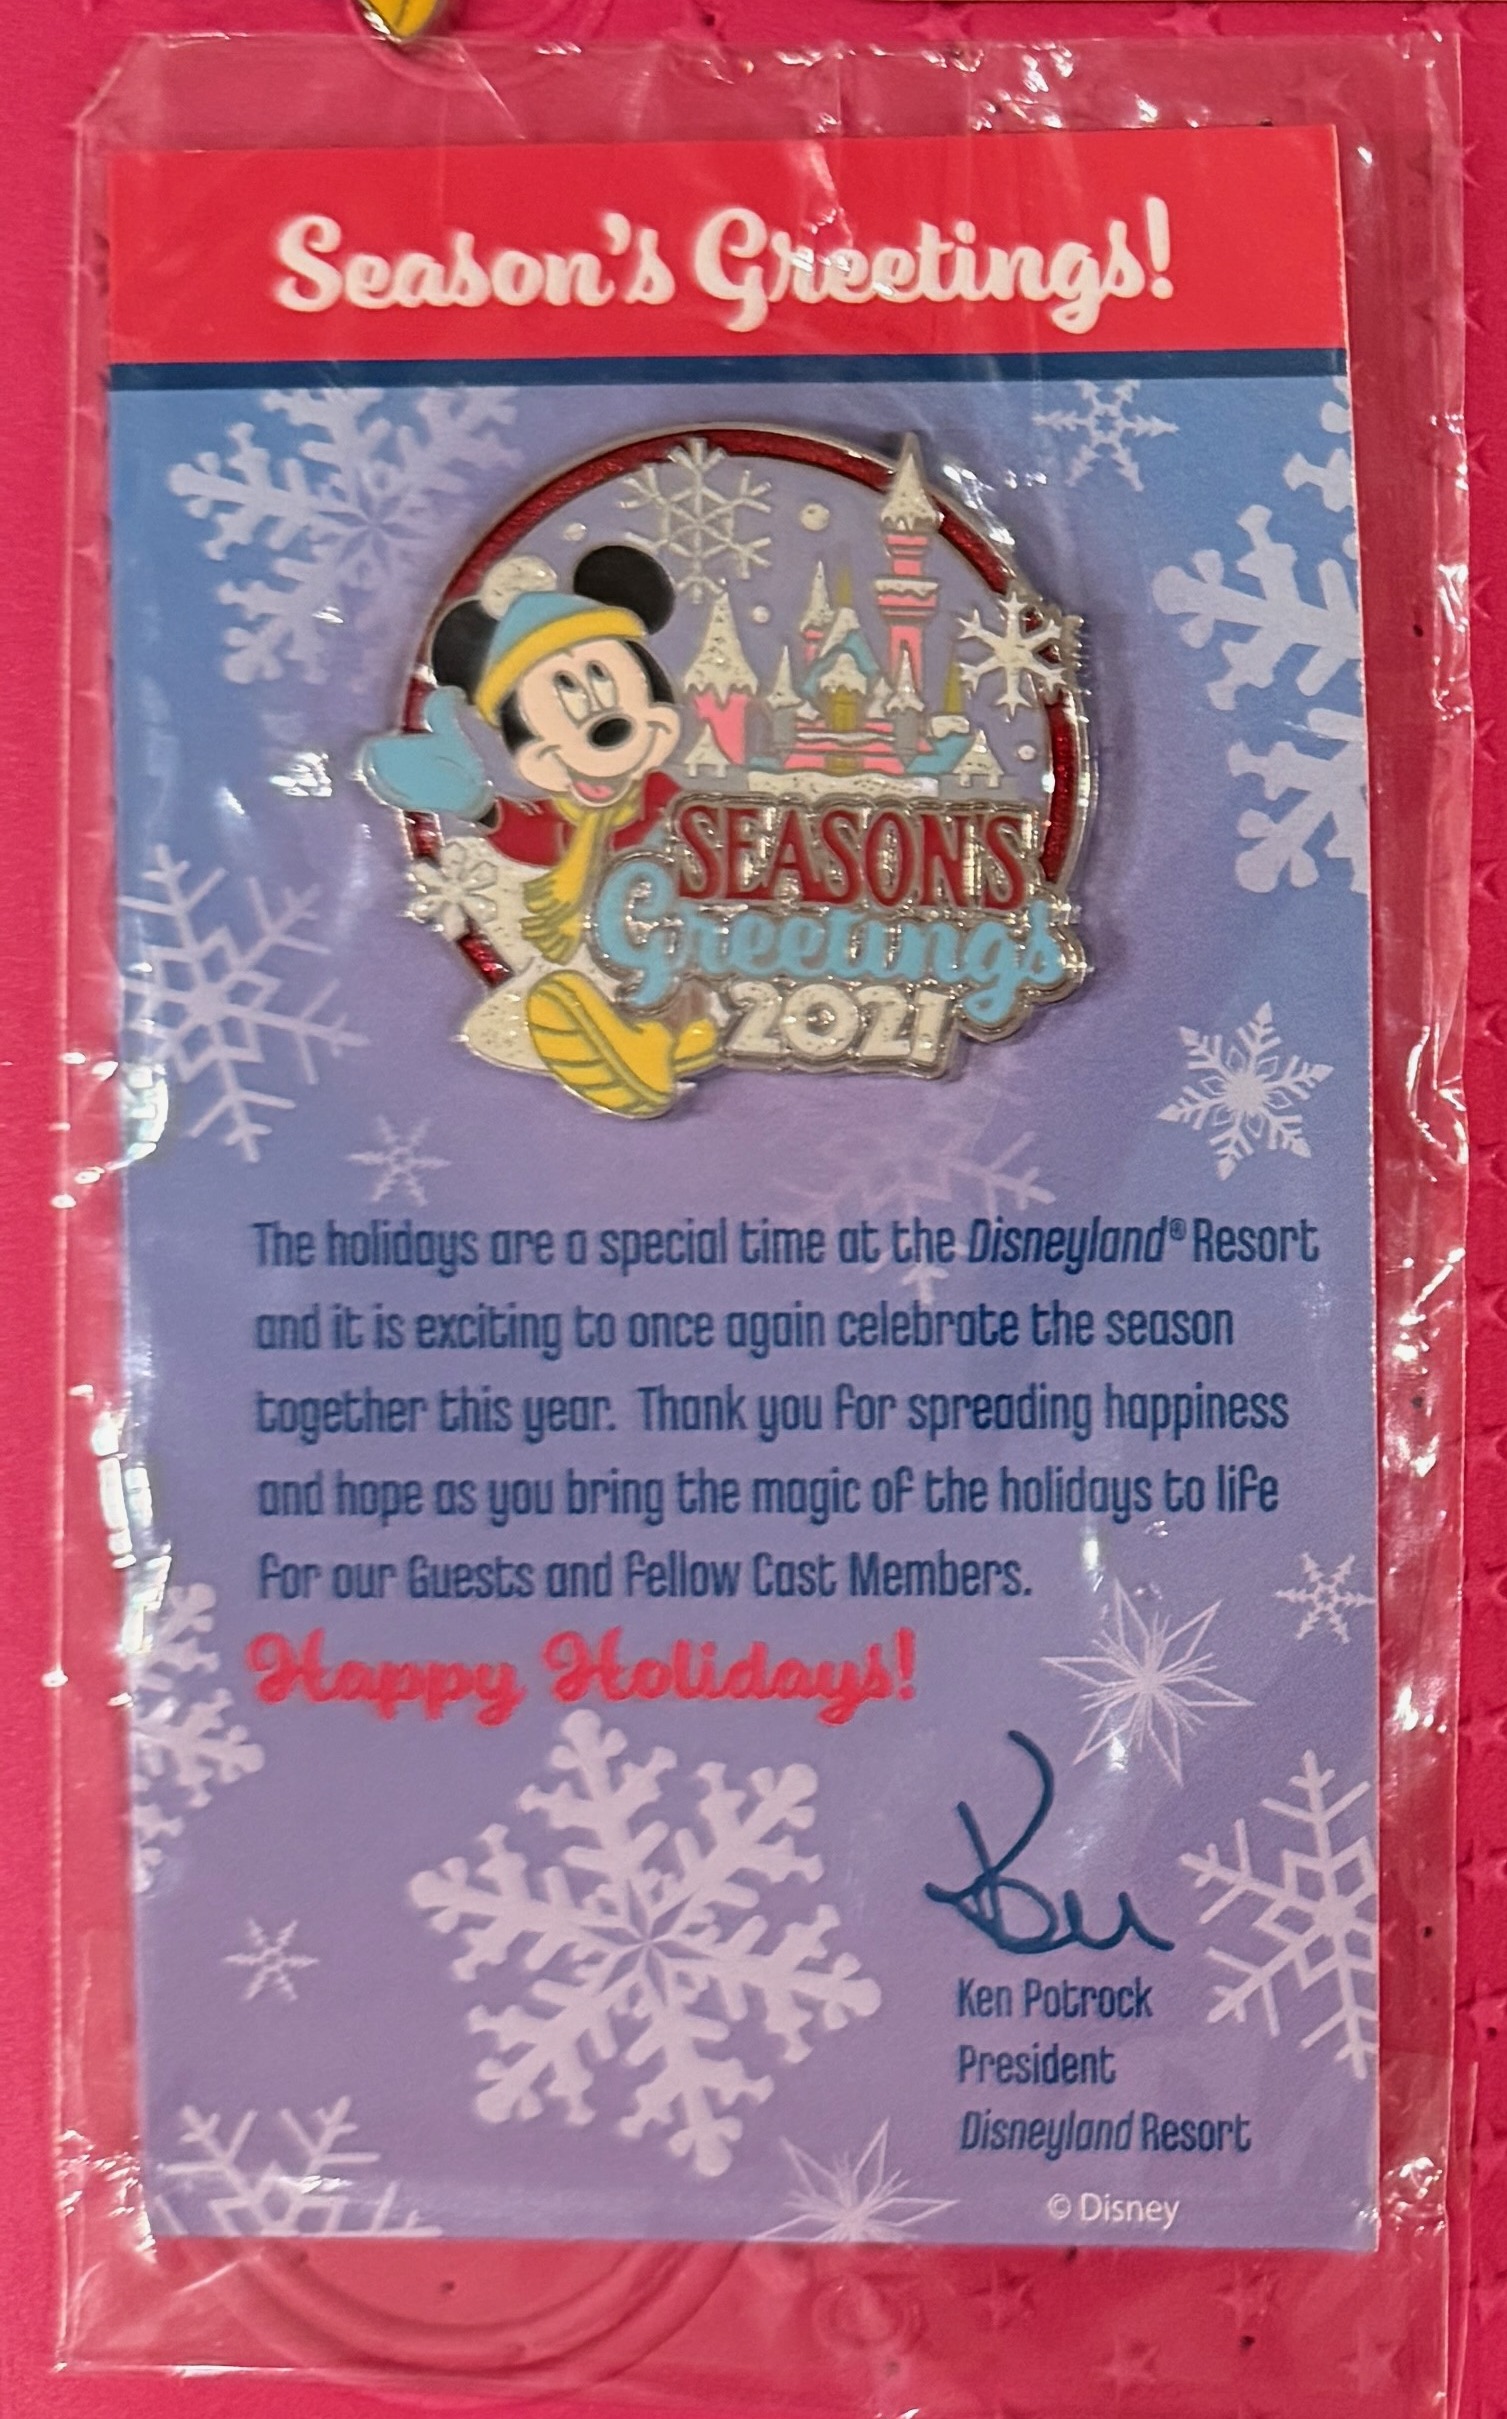 Season's Greetings!
SEASON'S
Greetings
2021
The holidays are a special time at the Disneyland® Resort
and it is exciting to once again celebrate the season
together this year. Thank you for spreading happiness
and hope as you bring the magic of the holidays to life
for our Guests and fellow Cast Members.
Happy Holidays!
Ken
Ken Potrock
President
Disneyland Resort
© Disney